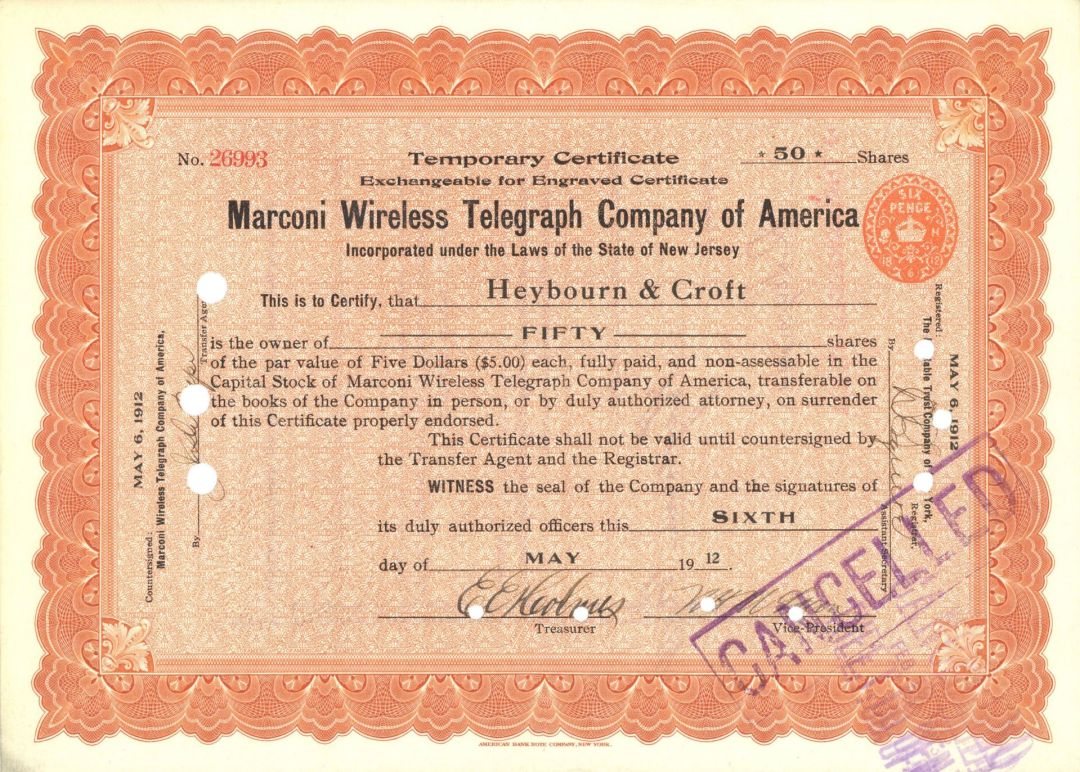 No. 26993
Temporary Certificate
* 50 * Shares
Exchangeable for Engraved Certificate
Marconi Wireless Telegraph Company of America
Incorporated under the Laws of the State of New Jersey
SIX
PENCE
This is to Certify, that Heybourn & Croft
is the owner of FIFTY shares
of the par value of Five Dollars ($5.00) each, fully paid, and non-assessable in the
Capital Stock of Marconi Wireless Telegraph Company of America, transferable on
the books of the Company in person, or by duly authorized attorney, on surrender
of this Certificate properly endorsed.
This Certificate shall not be valid until countersigned by
the Transfer Agent and the Registrar.
WITNESS the seal of the Company and the signatures of
its duly authorized officers this SIXTH
day of MAY 19 12.
Treasurer
Vice-President
MAY 6, 1912
Countersigned:
Marconi Wireless Telegraph Company of America,
By
Transfer
MAY 6, 1912
Registered:
The Trust Company of York,
Registrar.
By
Assistant Secretary
CANCELLED
AMERICAN BANK NOTE COMPANY, NEW YORK.